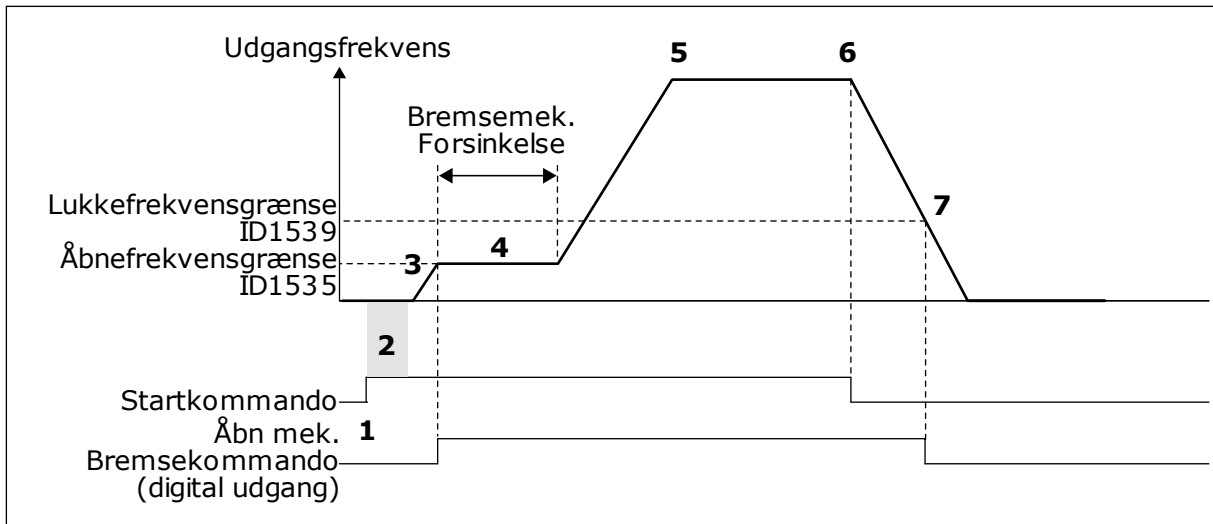 Udgangsfrekvens
5
6
Bremsemek.
Forsinkelse
Lukkefrekvensgrænse
ID1539
7
Åbnefrekvensgrænse
ID1535
3
4
2
Startkommando
1
Åbn mek.
Bremsekommando
(digital udgang)